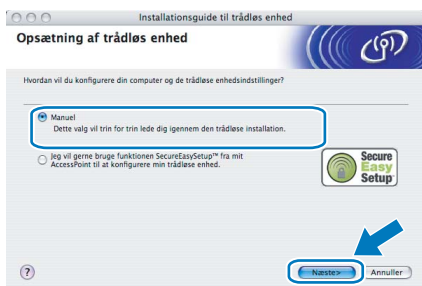 Installationsguide til trådløs enhed
Opsætning af trådløs enhed
Hvordan vil du konfigurere din computer og de trådløse enhedsindstillinger?
Manuel
Dette valg vil trin for trin lede dig igennem den trådløse installation.
Jeg vil gerne bruge funktionen SecureEasySetup™ fra mit
AccessPoint til at konfigurere min trådløse enhed.
Secure
Easy
Setup
?
Næste>
Annuller